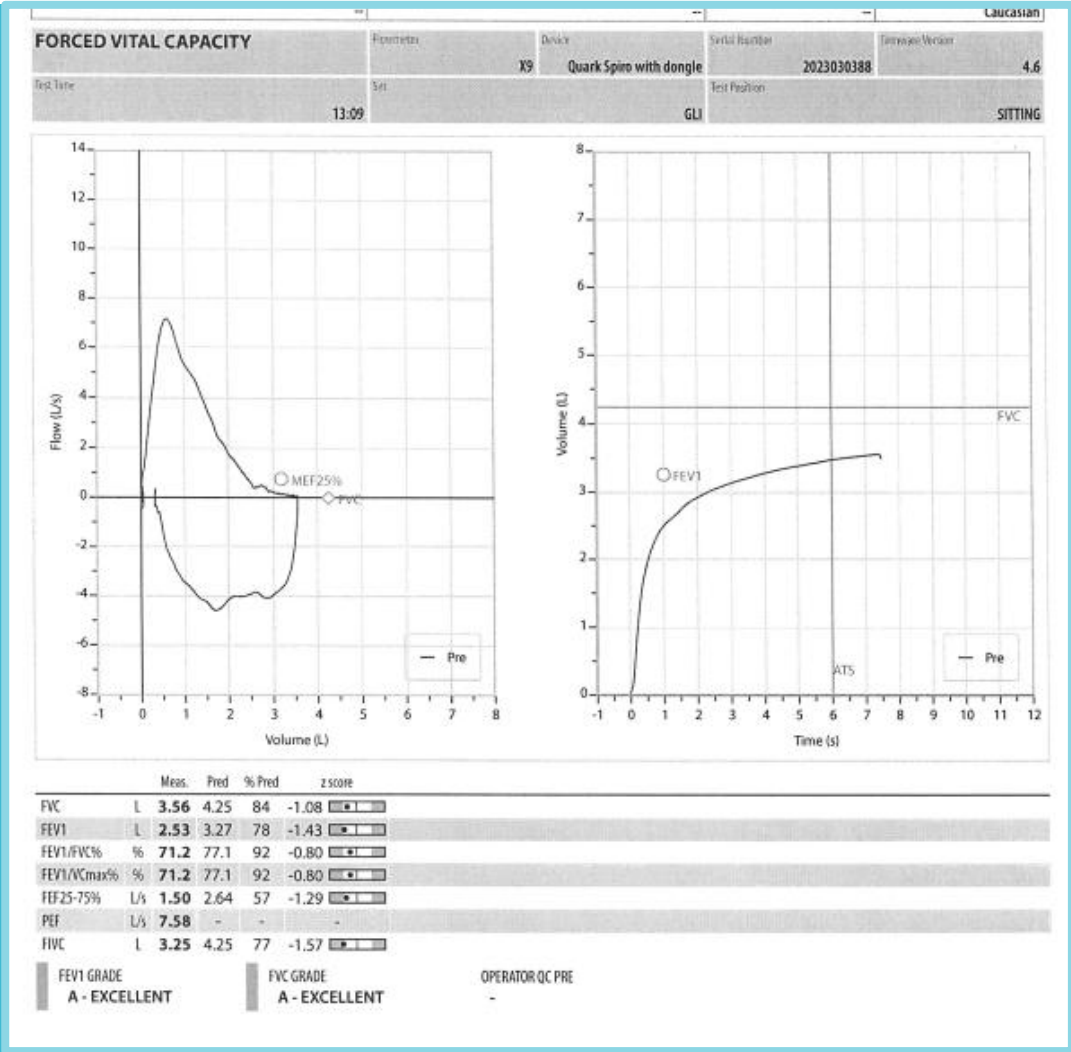 -- -- -- Caucasian
FORCED VITAL CAPACITY
Flowmeter Device Serial Number Firmware Version
X9 Quark Spiro with dongle 2023030388 4.6
Test Time Set Test Position
13:09 GLI SITTING
14
12
10
8
6
4
2
0
-2
-4
-6
-8
Flow (L/s)
MEF25%
FVC
Pre
-1 0 1 2 3 4 5 6 7 8
Volume (L)
8
7
6
5
4
3
2
1
0
Volume (L)
FVC
FEV1
ATS
Pre
-1 0 1 2 3 4 5 6 7 8 9 10 11 12
Time (s)
Meas. Pred % Pred z score
FVC L 3.56 4.25 84 -1.08
FEV1 L 2.53 3.27 78 -1.43
FEV1/FVC% % 71.2 77.1 92 -0.80
FEV1/VCmax% % 71.2 77.1 92 -0.80
FEF25-75% L/s 1.50 2.64 57 -1.29
PEF L/s 7.58 - - -
FIVC L 3.25 4.25 77 -1.57
FEV1 GRADE FVC GRADE OPERATOR QC PRE
A - EXCELLENT A - EXCELLENT -